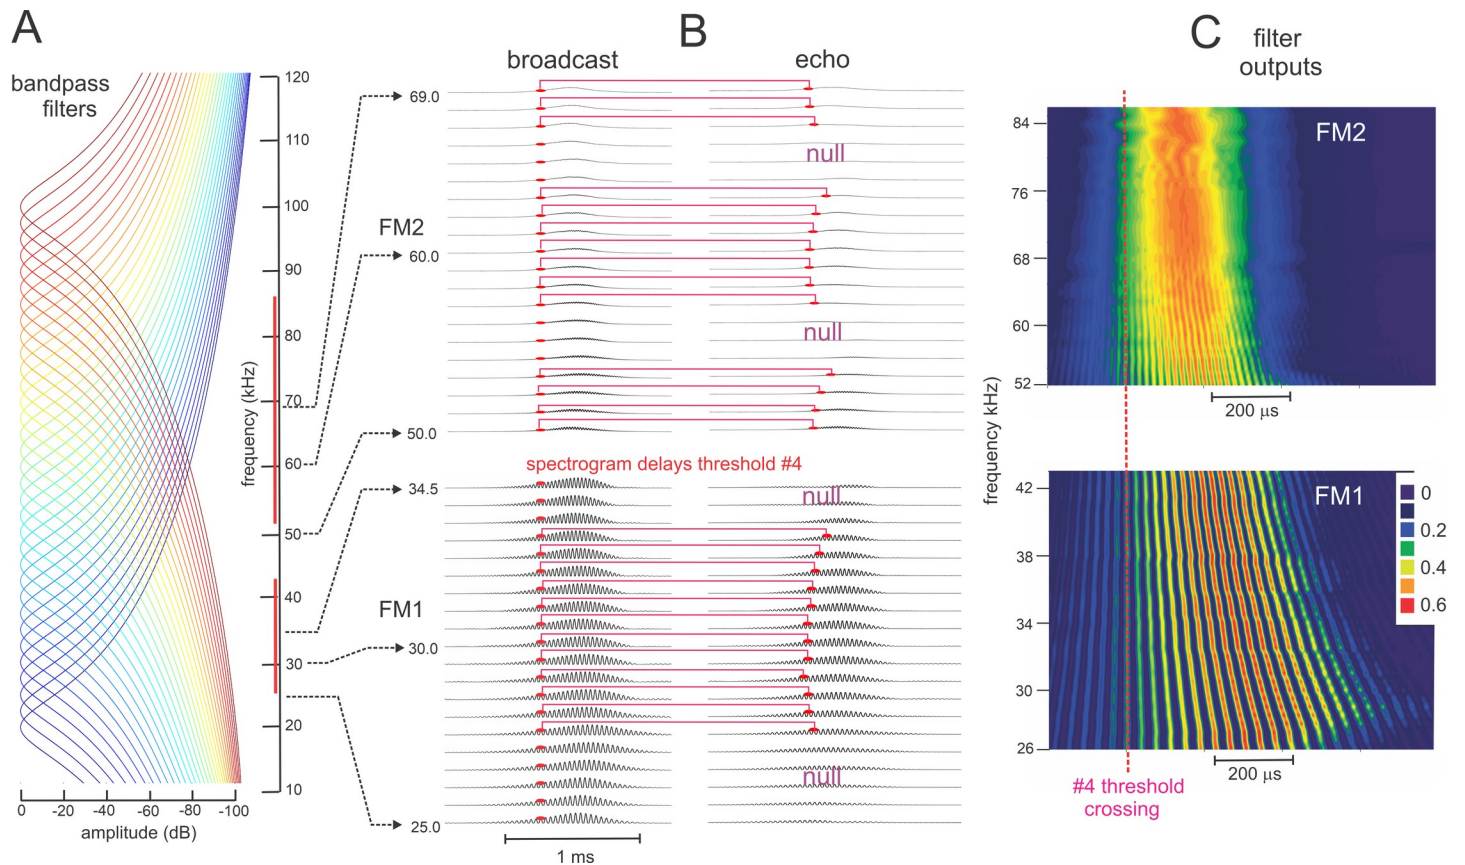 A
bandpass
filters
120
110
100
90
80
70
60
50
40
30
20
10
frequency (kHz)
-0
-20
-40
-60
-80
-100
amplitude (dB)
B
broadcast
echo
69.0
FM2
60.0
50.0
null
null
spectrogram delays threshold #4
34.5
FM1
30.0
25.0
null
null
1 ms
C
filter
outputs
FM2
84
76
68
60
52
200 µs
frequency kHz
FM1
42
38
34
30
26
0
0.2
0.4
0.6
200 µs
#4 threshold
crossing